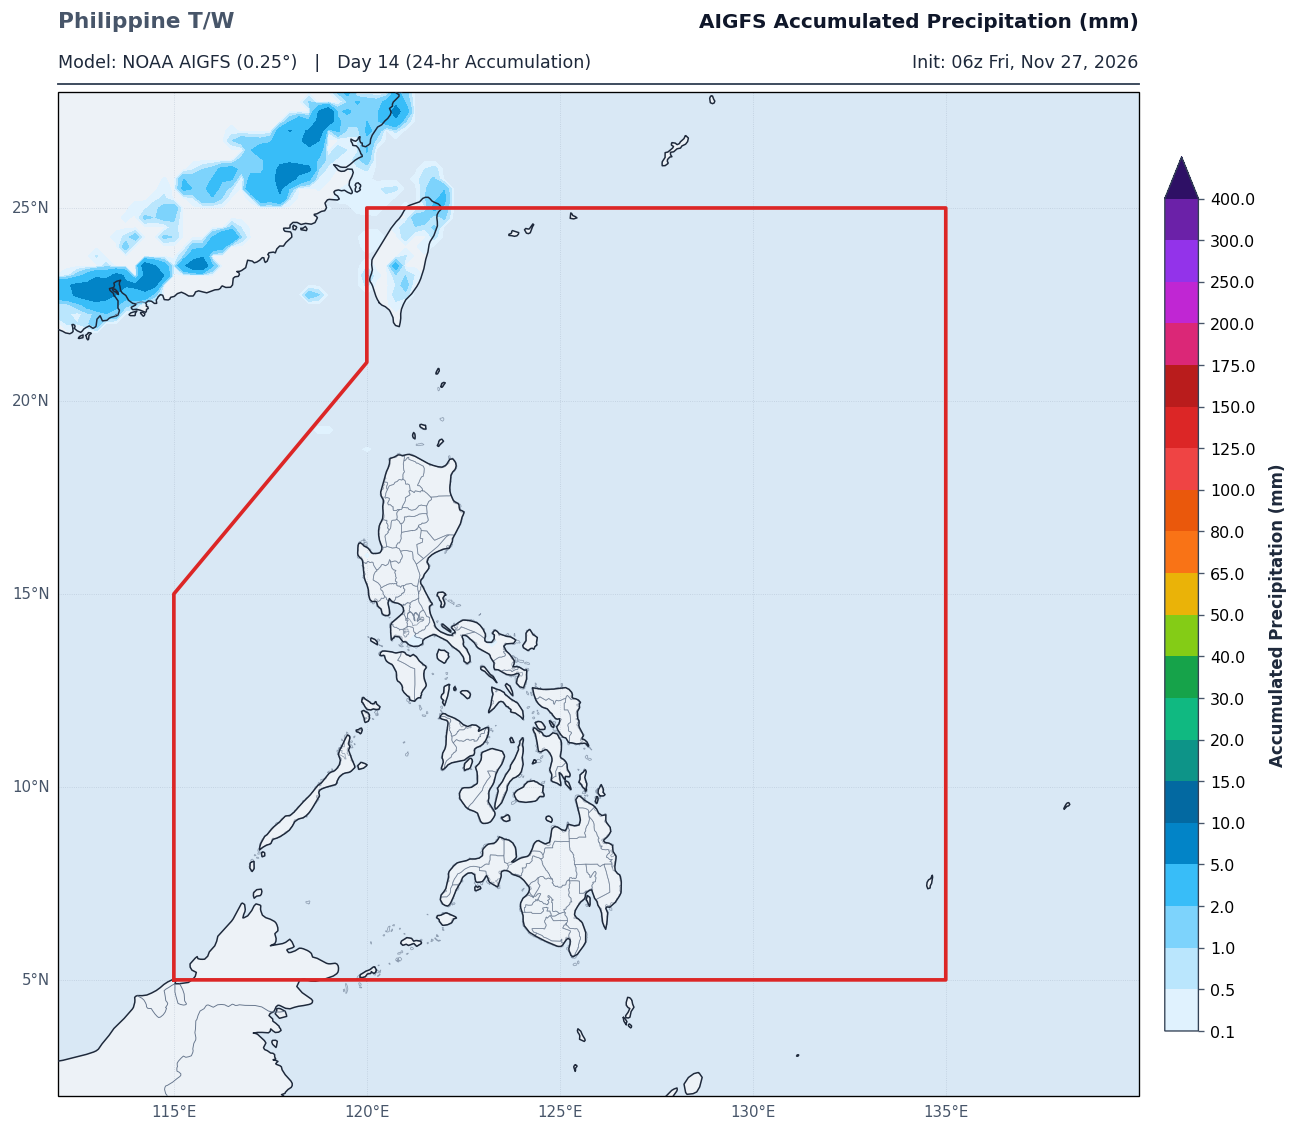 Philippine T/W
AIGFS Accumulated Precipitation (mm)
Model: NOAA AIGFS (0.25°)   |   Day 14 (24-hr Accumulation)
Init: 06z Fri, Nov 27, 2026
25°N
20°N
15°N
10°N
5°N
115°E
120°E
125°E
130°E
135°E
400.0
300.0
250.0
200.0
175.0
150.0
125.0
100.0
80.0
65.0
50.0
40.0
30.0
20.0
15.0
10.0
5.0
2.0
1.0
0.5
0.1
Accumulated Precipitation (mm)